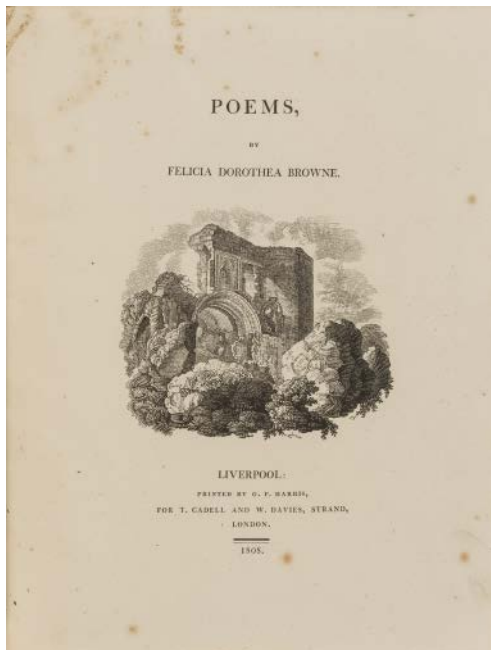 POEMS,
BY
FELICIA DOROTHEA BROWNE.
LIVERPOOL:
PRINTED BY G. F. HARRIS,
FOR T. CADELL AND W. DAVIES, STRAND,
LONDON.
1808.